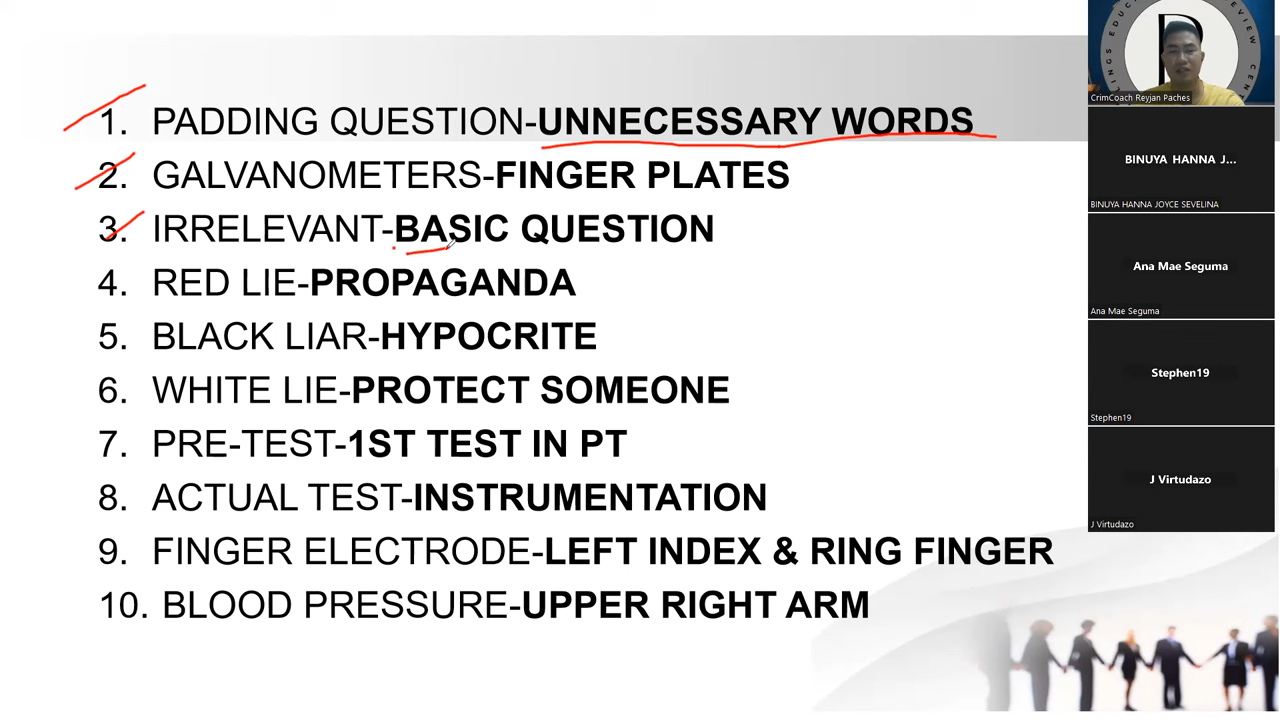 1. PADDING QUESTION-UNNECESSARY WORDS
2. GALVANOMETERS-FINGER PLATES
3. IRRELEVANT-BASIC QUESTION
4. RED LIE-PROPAGANDA
5. BLACK LIAR-HYPOCRITE
6. WHITE LIE-PROTECT SOMEONE
7. PRE-TEST-1ST TEST IN PT
8. ACTUAL TEST-INSTRUMENTATION
9. FINGER ELECTRODE-LEFT INDEX & RING FINGER
10. BLOOD PRESSURE-UPPER RIGHT ARM
CrimCoach Reyjan Paches
BINUYA HANNA J...
BINUYA HANNA JOYCE SEVELINA
Ana Mae Seguma
Ana Mae Seguma
Stephen19
Stephen19
J Virtudazo
J Virtudazo